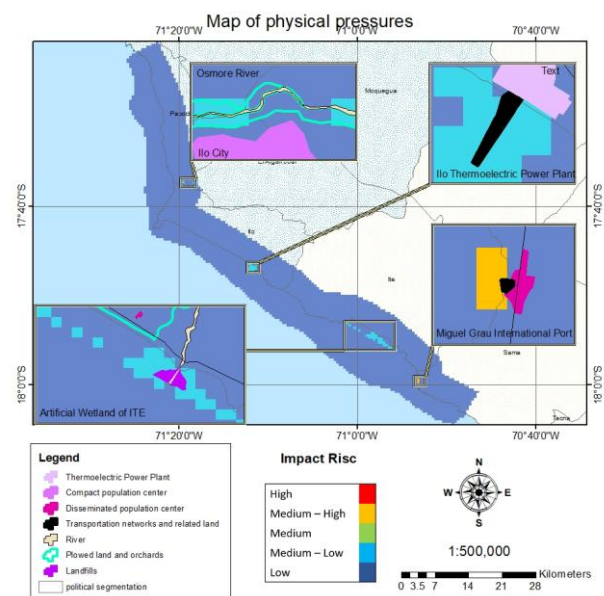 Map of physical pressures
71°20'0"W 71°0'0"W 70°40'0"W
Osmore River
Ilo City
Moquegua
Pacocha
Text
Ilo Thermoelectric Power Plant
17°40'0"S
17°40'0"S
Ilo
Ite
Miguel Grau International Port
Sama
Artificial Wetland of ITE
18°0'0"S
18°0'0"S
Tacna
71°20'0"W 71°0'0"W 70°40'0"W
Legend
Thermoelectric Power Plant
Compact population center
Disseminated population center
Transportation networks and related land
River
Plowed land and orchards
Landfills
political segmentation
Impact Risc
High
Medium – High
Medium
Medium – Low
Low
N
W E
S
1:500,000
Kilometers
0 3.5 7 14 21 28